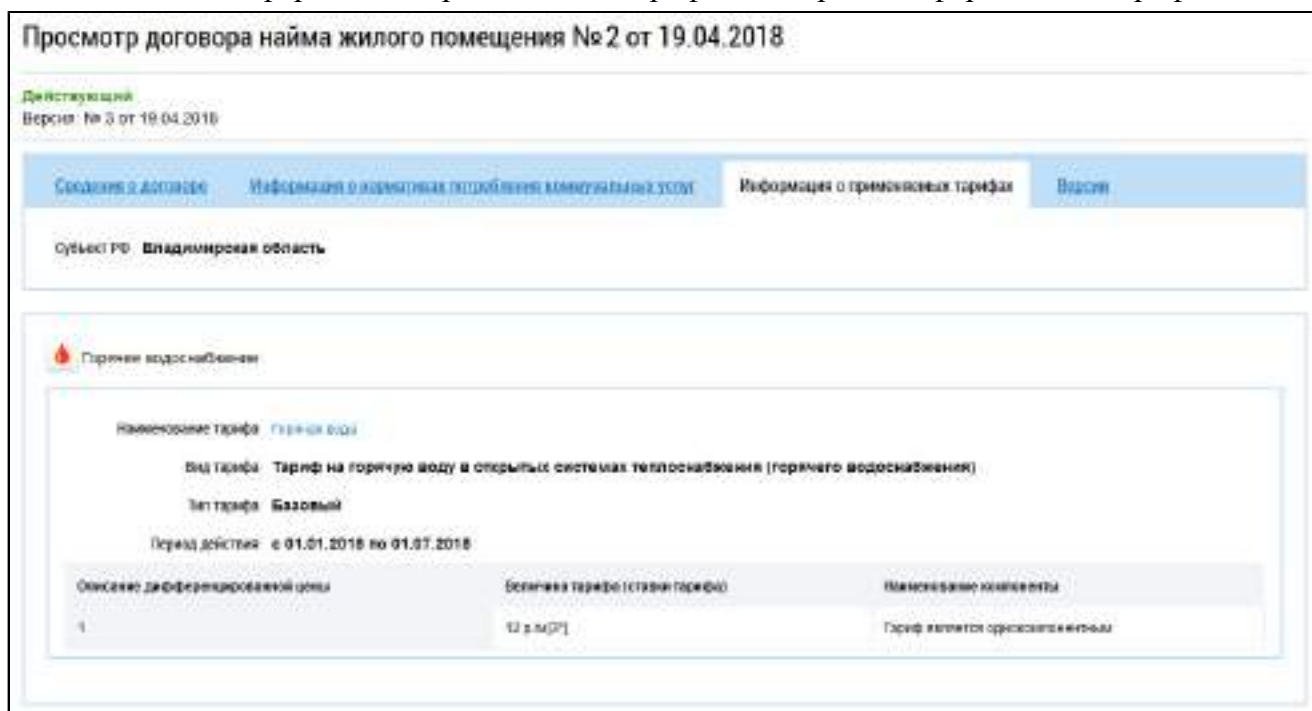 Просмотр договора найма жилого помещения №2 от 19.04.2018
Действующий
Версия: № 3 от 19.04.2018
Сведения о договоре Информация о нормативах потребления коммунальных услуг Информация о применяемых тарифах Версии
Субъект РФ Владимирская область
Горячее водоснабжение
Наименование тарифа Горячая вода
Вид тарифа Тариф на горячую воду в открытых системах теплоснабжения (горячего водоснабжения)
Тип тарифа Базовый
Период действия с 01.01.2018 по 01.07.2018
Описание дифференцированной цены Величина тарифа (ставки тарифа) Наименование компонента
1 Тариф является однокомпонентным